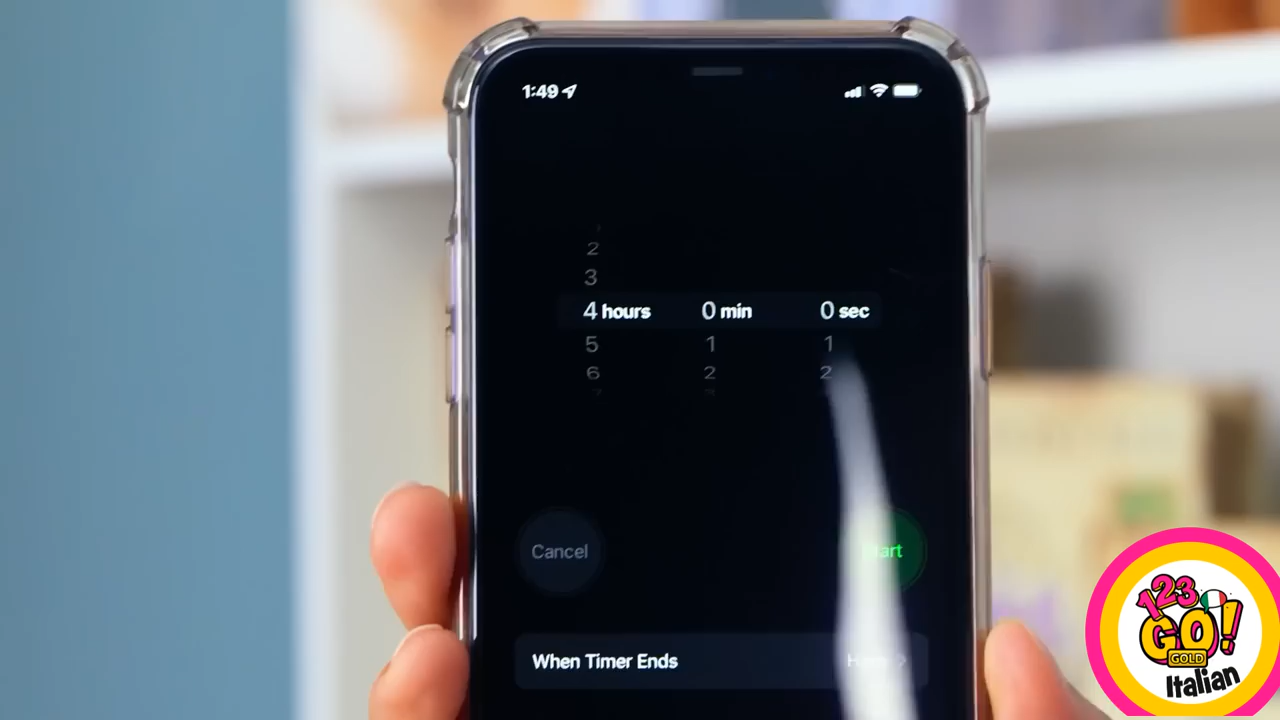 1:49
2
3
4 hours 0 min 0 sec
5 1 1
6 2 2
Cancel
When Timer Ends
123
GO!
GOLD
Italian